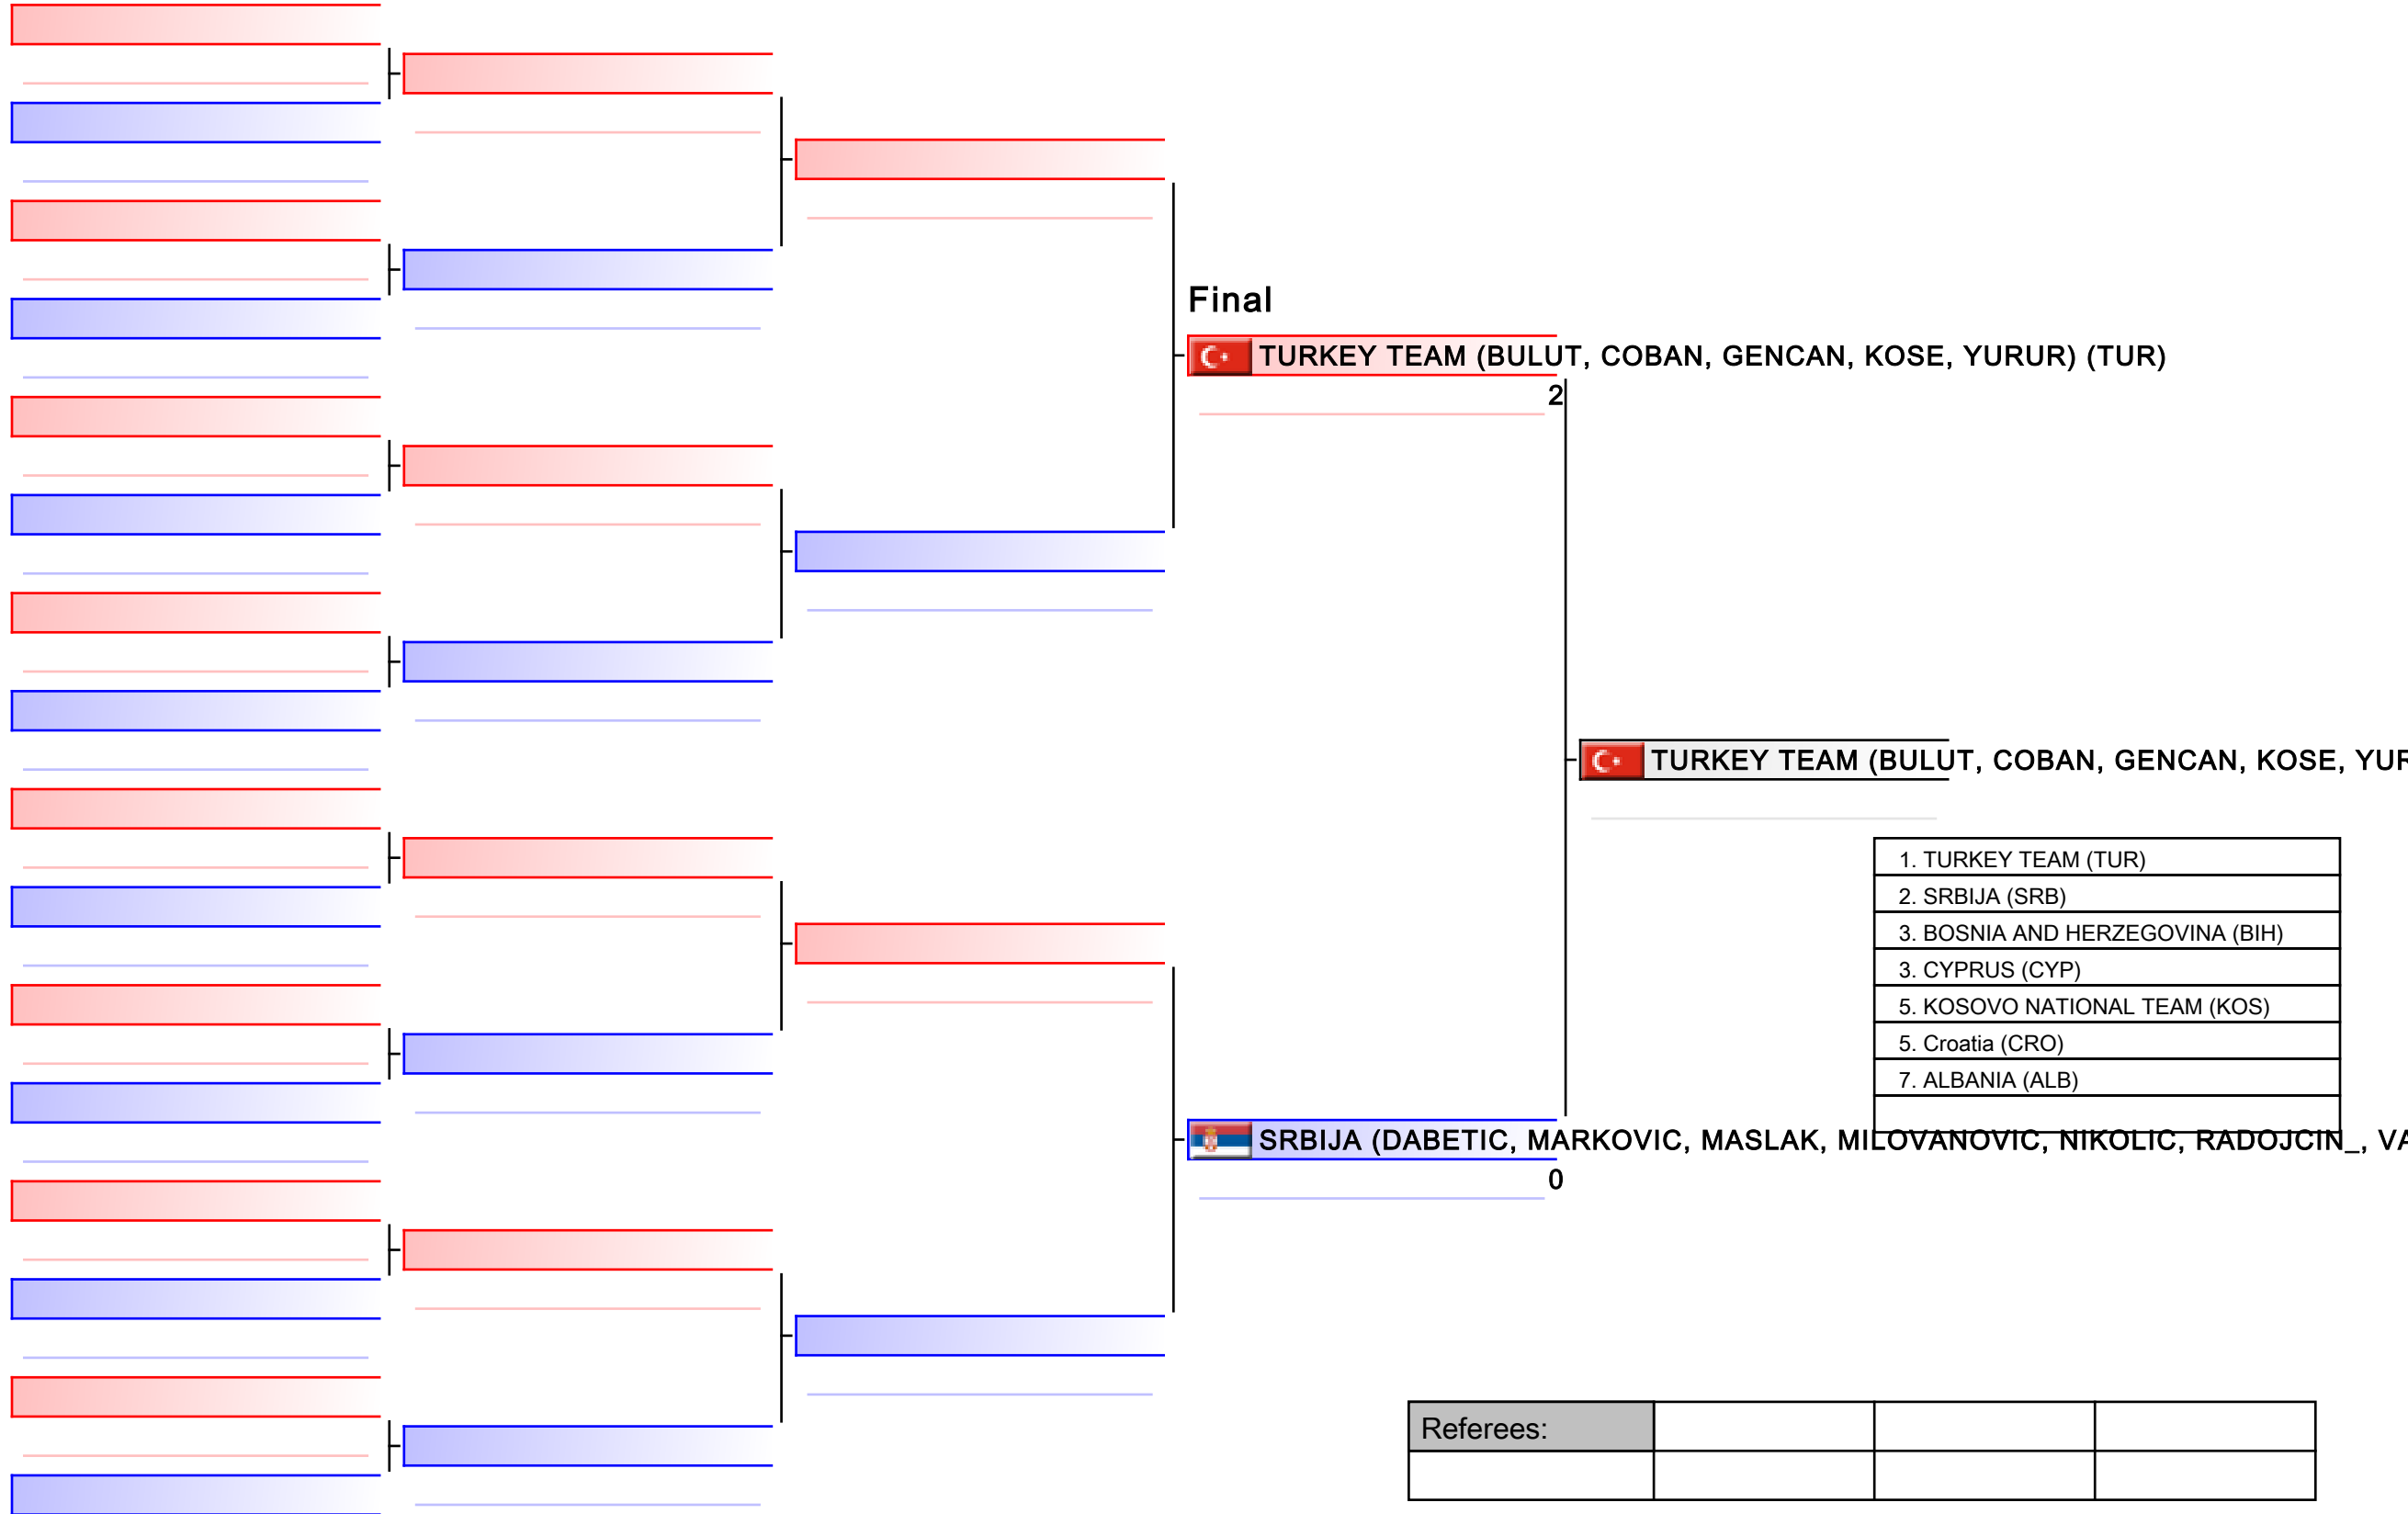 Final
TURKEY TEAM (BULUT, COBAN, GENCAN, KOSE, YURUR) (TUR)
2
TURKEY TEAM (BULUT, COBAN, GENCAN, KOSE, YUR
1. TURKEY TEAM (TUR)
2. SRBIJA (SRB)
3. BOSNIA AND HERZEGOVINA (BIH)
3. CYPRUS (CYP)
5. KOSOVO NATIONAL TEAM (KOS)
5. Croatia (CRO)
7. ALBANIA (ALB)
SRBIJA (DABETIC, MARKOVIC, MASLAK, MILOVANOVIC, NIKOLIC, RADOJCIN_, VA
0
Referees: